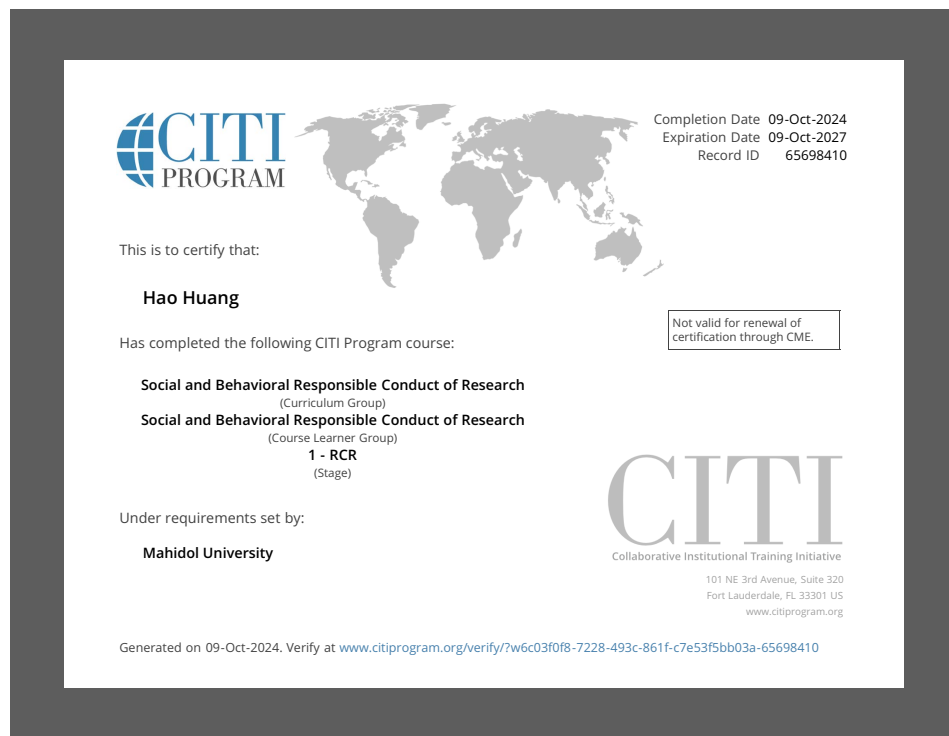 CITI
PROGRAM
Completion Date 09-Oct-2024
Expiration Date 09-Oct-2027
Record ID 65698410
This is to certify that:
Hao Huang
Not valid for renewal of
certification through CME.
Has completed the following CITI Program course:
Social and Behavioral Responsible Conduct of Research
(Curriculum Group)
Social and Behavioral Responsible Conduct of Research
(Course Learner Group)
1 - RCR
(Stage)
Under requirements set by:
Mahidol University
CITI
Collaborative Institutional Training Initiative
101 NE 3rd Avenue, Suite 320
Fort Lauderdale, FL 33301 US
www.citiprogram.org
Generated on 09-Oct-2024. Verify at www.citiprogram.org/verify/?w6c03f0f8-7228-493c-861f-c7e53f5bb03a-65698410